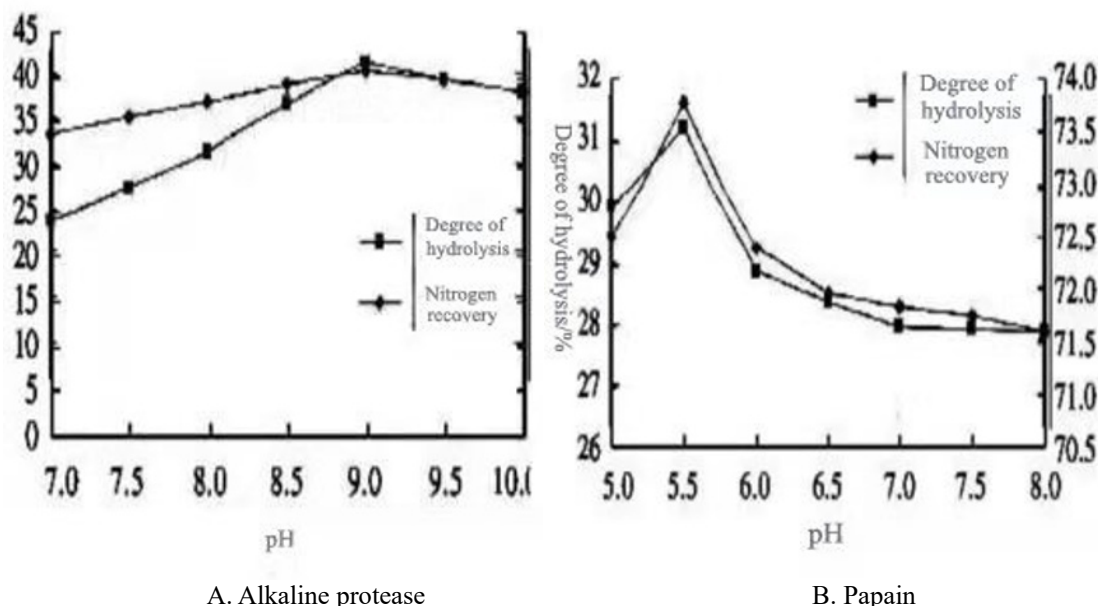 45
40
35
30
25
20
15
10
5
0
7.0 7.5 8.0 8.5 9.0 9.5 10.0
pH
Degree of
hydrolysis
Nitrogen
recovery
A. Alkaline protease
32
31
30
29
28
27
26
Degree of hydrolysis/%
5.0 5.5 6.0 6.5 7.0 7.5 8.0
pH
Degree of
hydrolysis
Nitrogen
recovery
74.0
73.5
73.0
72.5
72.0
71.5
71.0
70.5
B. Papain